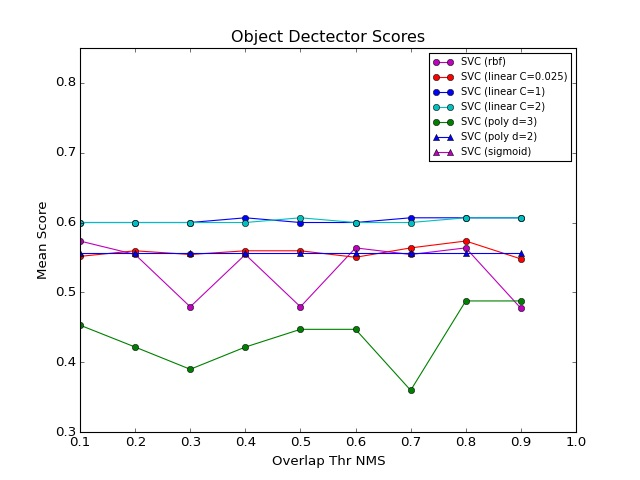 Object Dectector Scores
SVC (rbf)
SVC (linear C=0.025)
SVC (linear C=1)
SVC (linear C=2)
SVC (poly d=3)
SVC (poly d=2)
SVC (sigmoid)
0.8
0.7
0.6
0.5
0.4
0.3
Mean Score
0.1 0.2 0.3 0.4 0.5 0.6 0.7 0.8 0.9 1.0
Overlap Thr NMS